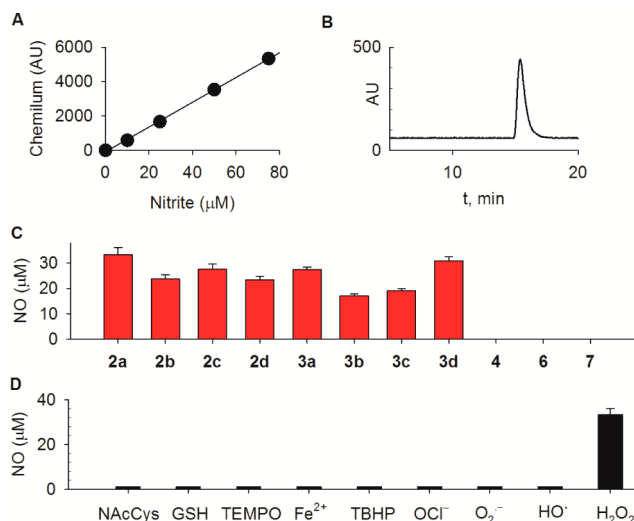 A
6000
4000
2000
0
Chemilum (AU)
0 20 40 60 80
Nitrite (μM)
B
500
0
AU
10 20
t, min
C
30
20
10
0
NO (μM)
2a 2b 2c 2d 3a 3b 3c 3d 4 6 7
D
40
20
0
NO (μM)
NAcCys GSH TEMPO Fe²⁺ TBHP OCl⁻ O₂·⁻ HO· H₂O₂